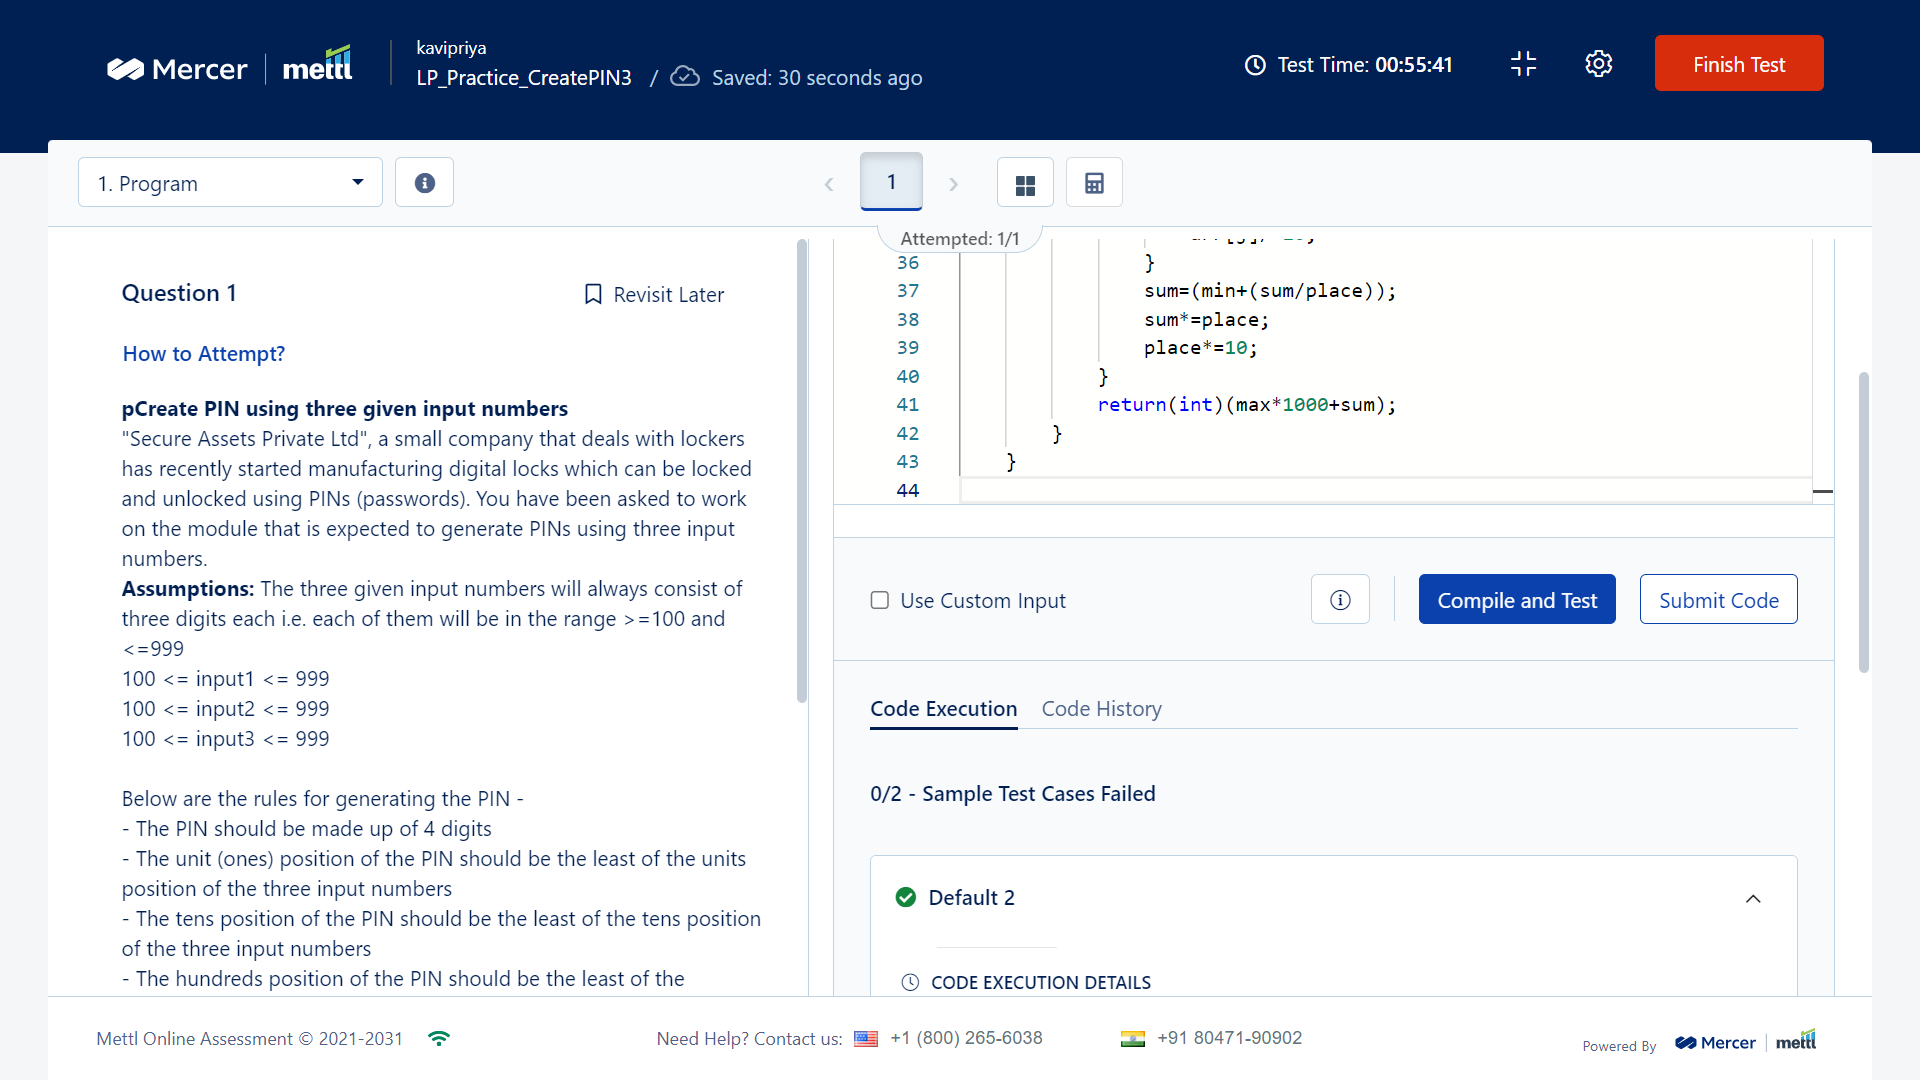 Mercer
mettl
kavipriya
LP_Practice_CreatePIN3 / Saved: 30 seconds ago
Test Time: 00:55:41
Finish Test
1. Program
1
Attempted: 1/1
Question 1
Revisit Later
How to Attempt?
pCreate PIN using three given input numbers
"Secure Assets Private Ltd", a small company that deals with lockers
has recently started manufacturing digital locks which can be locked
and unlocked using PINs (passwords). You have been asked to work
on the module that is expected to generate PINs using three input
numbers.
Assumptions: The three given input numbers will always consist of
three digits each i.e. each of them will be in the range >=100 and
<=999
100 <= input1 <= 999
100 <= input2 <= 999
100 <= input3 <= 999
Below are the rules for generating the PIN -
- The PIN should be made up of 4 digits
- The unit (ones) position of the PIN should be the least of the units
position of the three input numbers
- The tens position of the PIN should be the least of the tens position
of the three input numbers
- The hundreds position of the PIN should be the least of the
36 }
37 sum=(min+(sum/place));
38 sum*=place;
39 place*=10;
40 }
41 return(int)(max*1000+sum);
42 }
43 }
44
Use Custom Input
Compile and Test
Submit Code
Code Execution
Code History
0/2 - Sample Test Cases Failed
Default 2
CODE EXECUTION DETAILS
Mettl Online Assessment © 2021-2031
Need Help? Contact us: +1 (800) 265-6038
+91 80471-90902
Powered By
Mercer
mettl